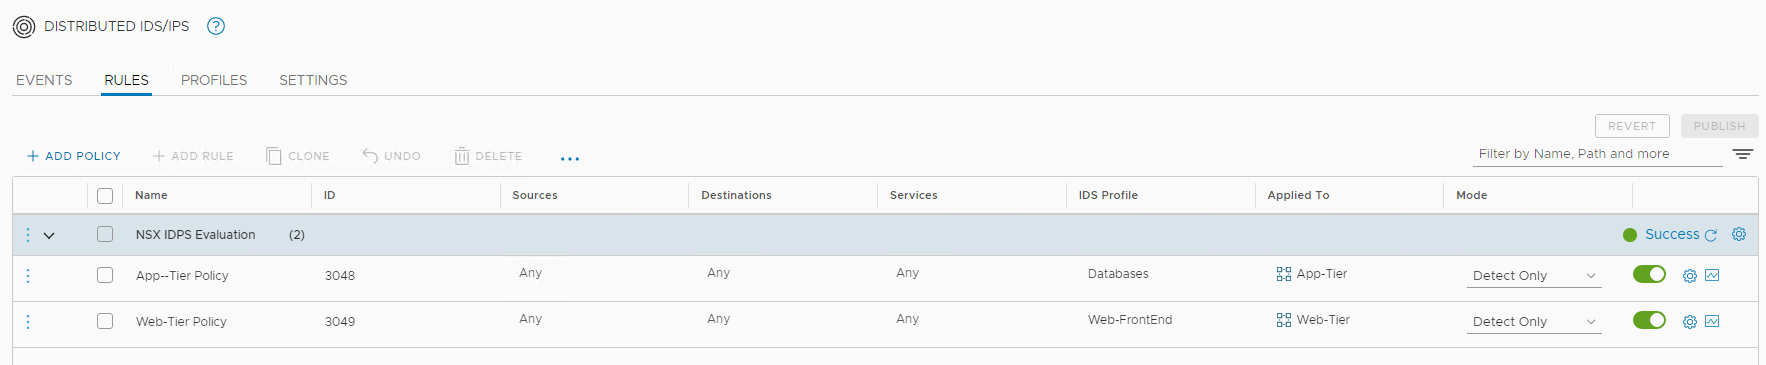 DISTRIBUTED IDS/IPS ?
EVENTS RULES PROFILES SETTINGS
REVERT PUBLISH
+ ADD POLICY + ADD RULE CLONE UNDO DELETE ... Filter by Name, Path and more
Name ID Sources Destinations Services IDS Profile Applied To Mode
NSX IDPS Evaluation (2) Success
App--Tier Policy 3048 Any Any Any Databases App-Tier Detect Only
Web-Tier Policy 3049 Any Any Any Web-FrontEnd Web-Tier Detect Only